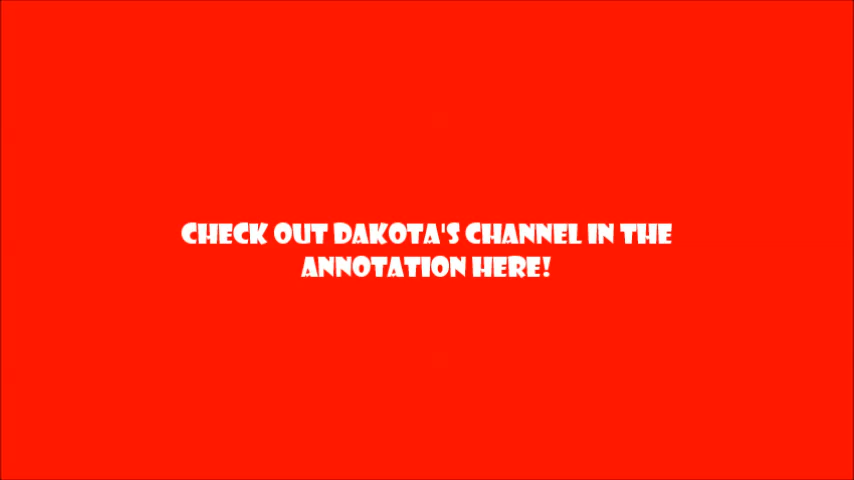 CHECK OUT DAKOTA'S CHANNEL IN THE
ANNOTATION HERE!